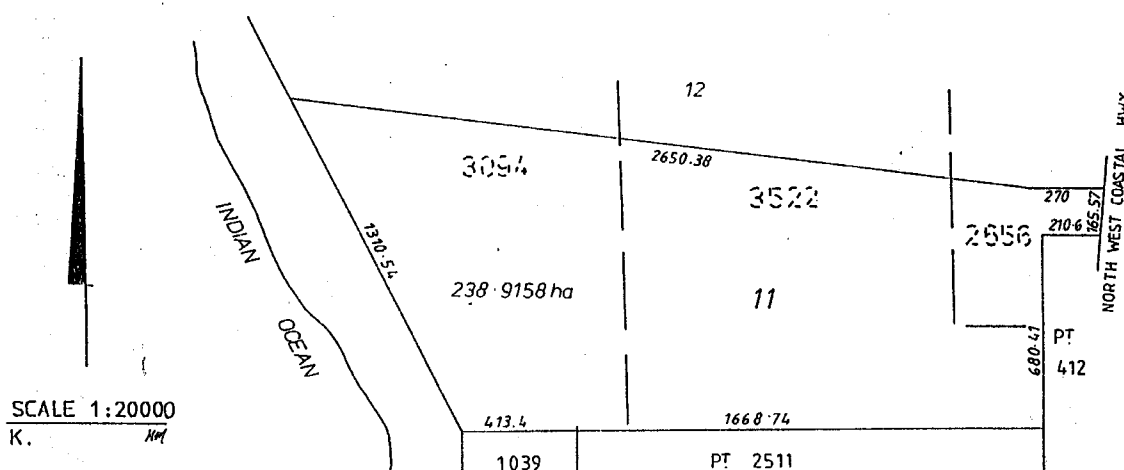 12
3094
2650.38
3522
270
165.57
NORTH WEST COASTAL HWY
210.6
2656
INDIAN
OCEAN
1310.54
238.9158 ha
11
680.41
PT
412
SCALE 1:20000
K.
413.4
1668.74
1039
PT 2511